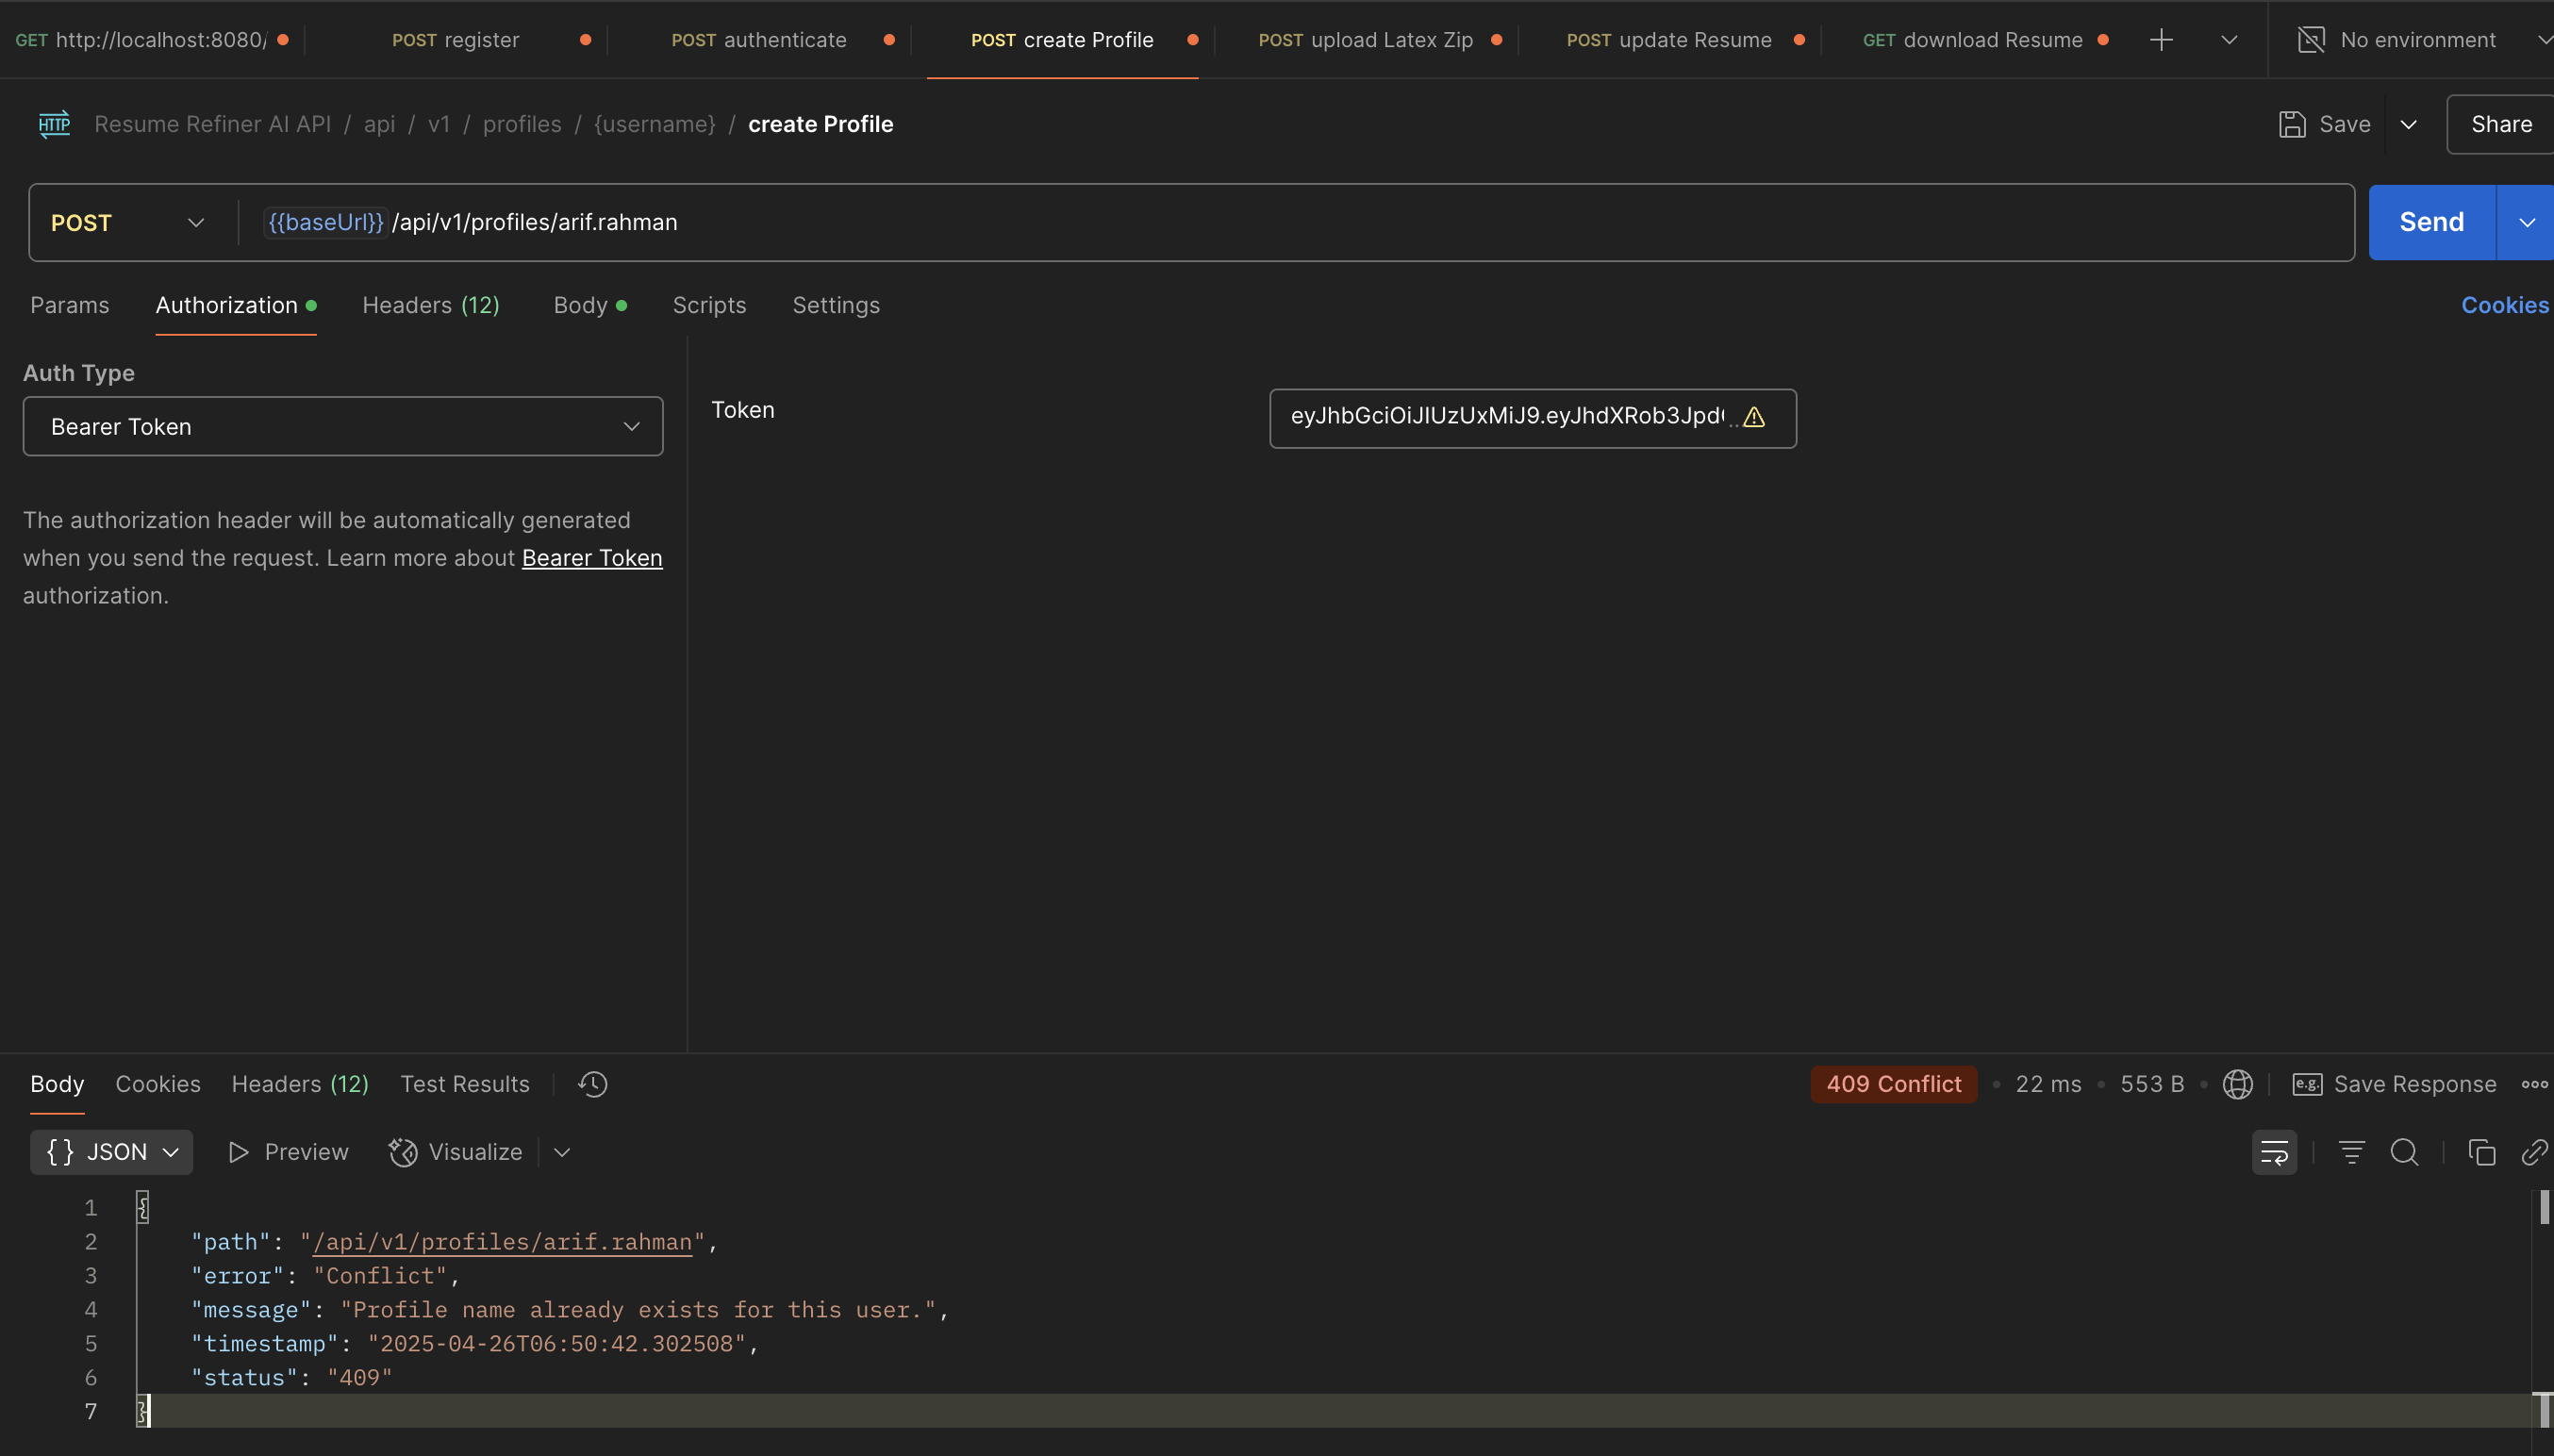 GET http://localhost:8080/ POST register POST authenticate POST create Profile POST upload Latex Zip POST update Resume GET download Resume No environment
HTTP Resume Refiner AI API / api / v1 / profiles / {username} / create Profile Save Share
POST {{baseUrl}} /api/v1/profiles/arif.rahman Send
Params Authorization Headers (12) Body Scripts Settings Cookies
Auth Type
Bearer Token
Token eyJhbGciOiJIUzUxMiJ9.eyJhdXRob3Jpd ...
The authorization header will be automatically generated
when you send the request. Learn more about Bearer Token
authorization.
Body Cookies Headers (12) Test Results 409 Conflict • 22 ms • 553 B • e.g. Save Response
{} JSON Preview Visualize
1 {
2 "path": "/api/v1/profiles/arif.rahman",
3 "error": "Conflict",
4 "message": "Profile name already exists for this user.",
5 "timestamp": "2025-04-26T06:50:42.302508",
6 "status": "409"
7 }